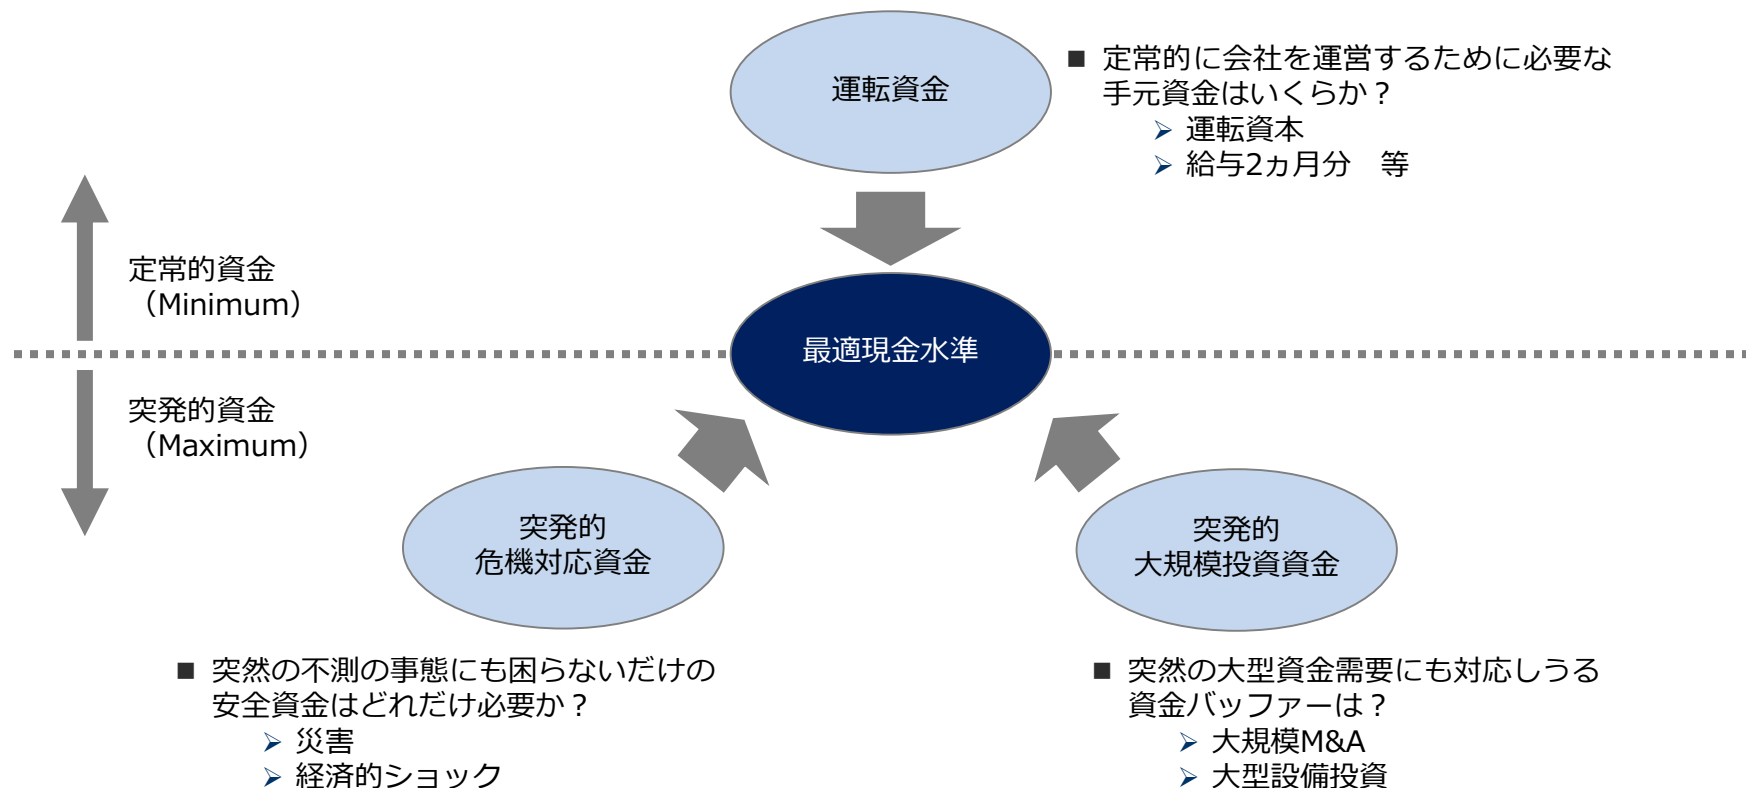 運転資金
■ 定常的に会社を運営するために必要な
手元資金はいくらか？
➢ 運転資本
➢ 給与2ヵ月分　等
定常的資金
（Minimum）
最適現金水準
突発的資金
（Maximum）
突発的
危機対応資金
突発的
大規模投資資金
■ 突然の不測の事態にも困らないだけの
安全資金はどれだけ必要か？
➢ 災害
➢ 経済的ショック
■ 突然の大型資金需要にも対応しうる
資金バッファーは？
➢ 大規模M&A
➢ 大型設備投資